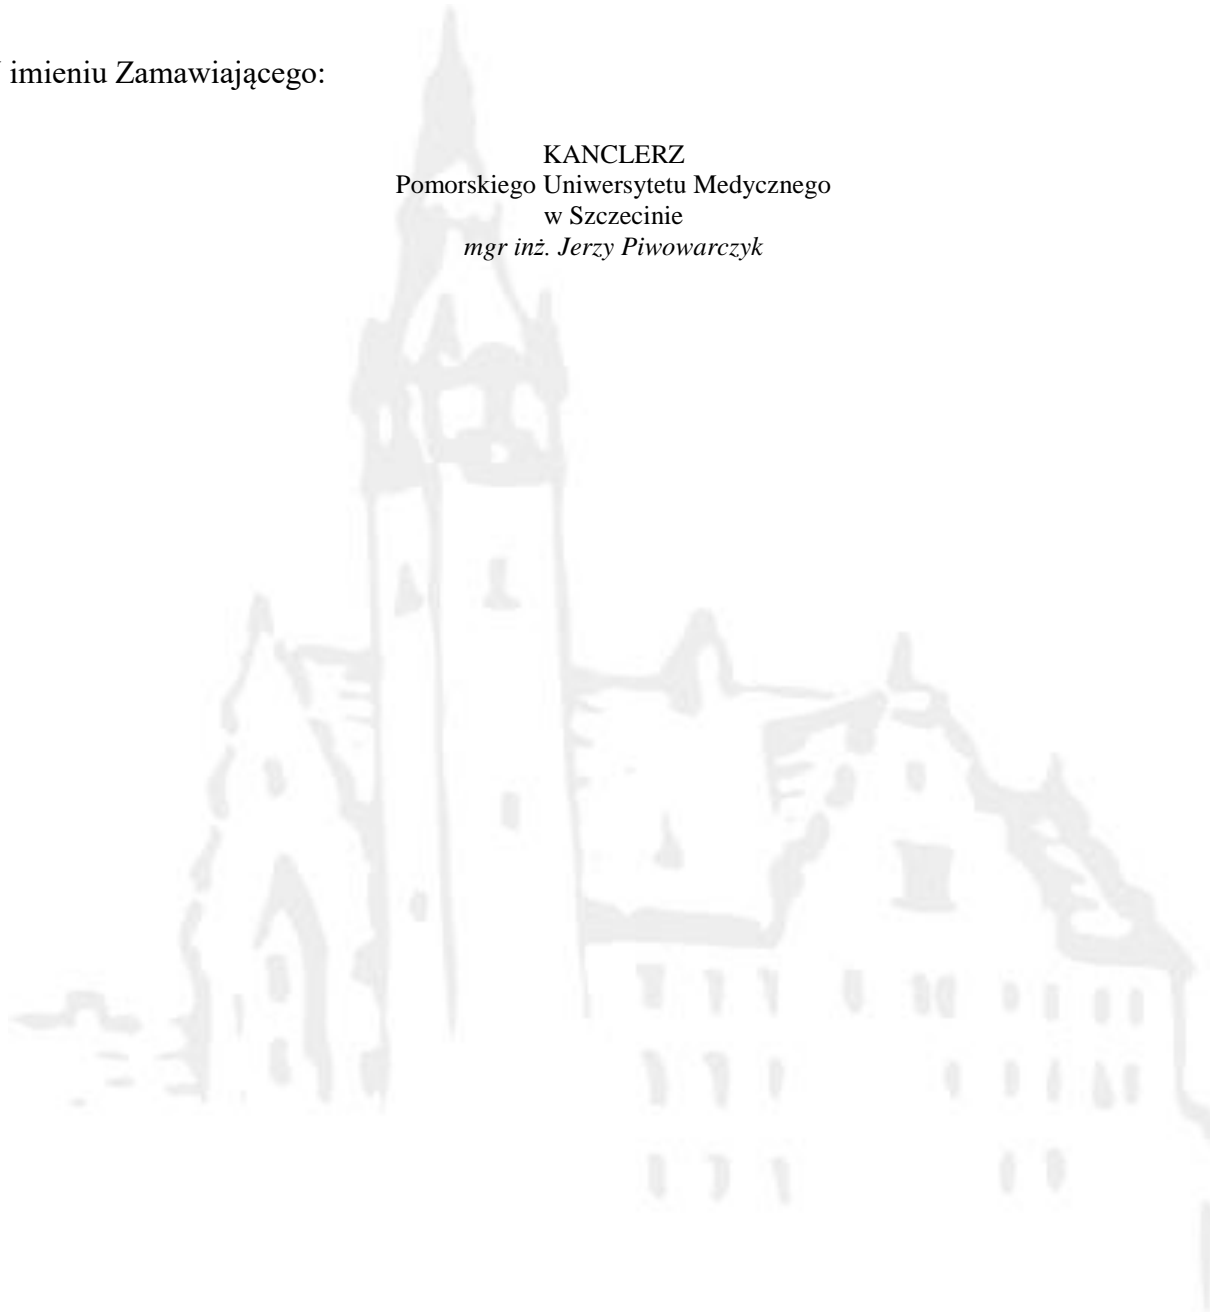 imieniu Zamawiającego:
KANCLERZ
Pomorskiego Uniwersytetu Medycznego
w Szczecinie
mgr inż. Jerzy Piwowarczyk